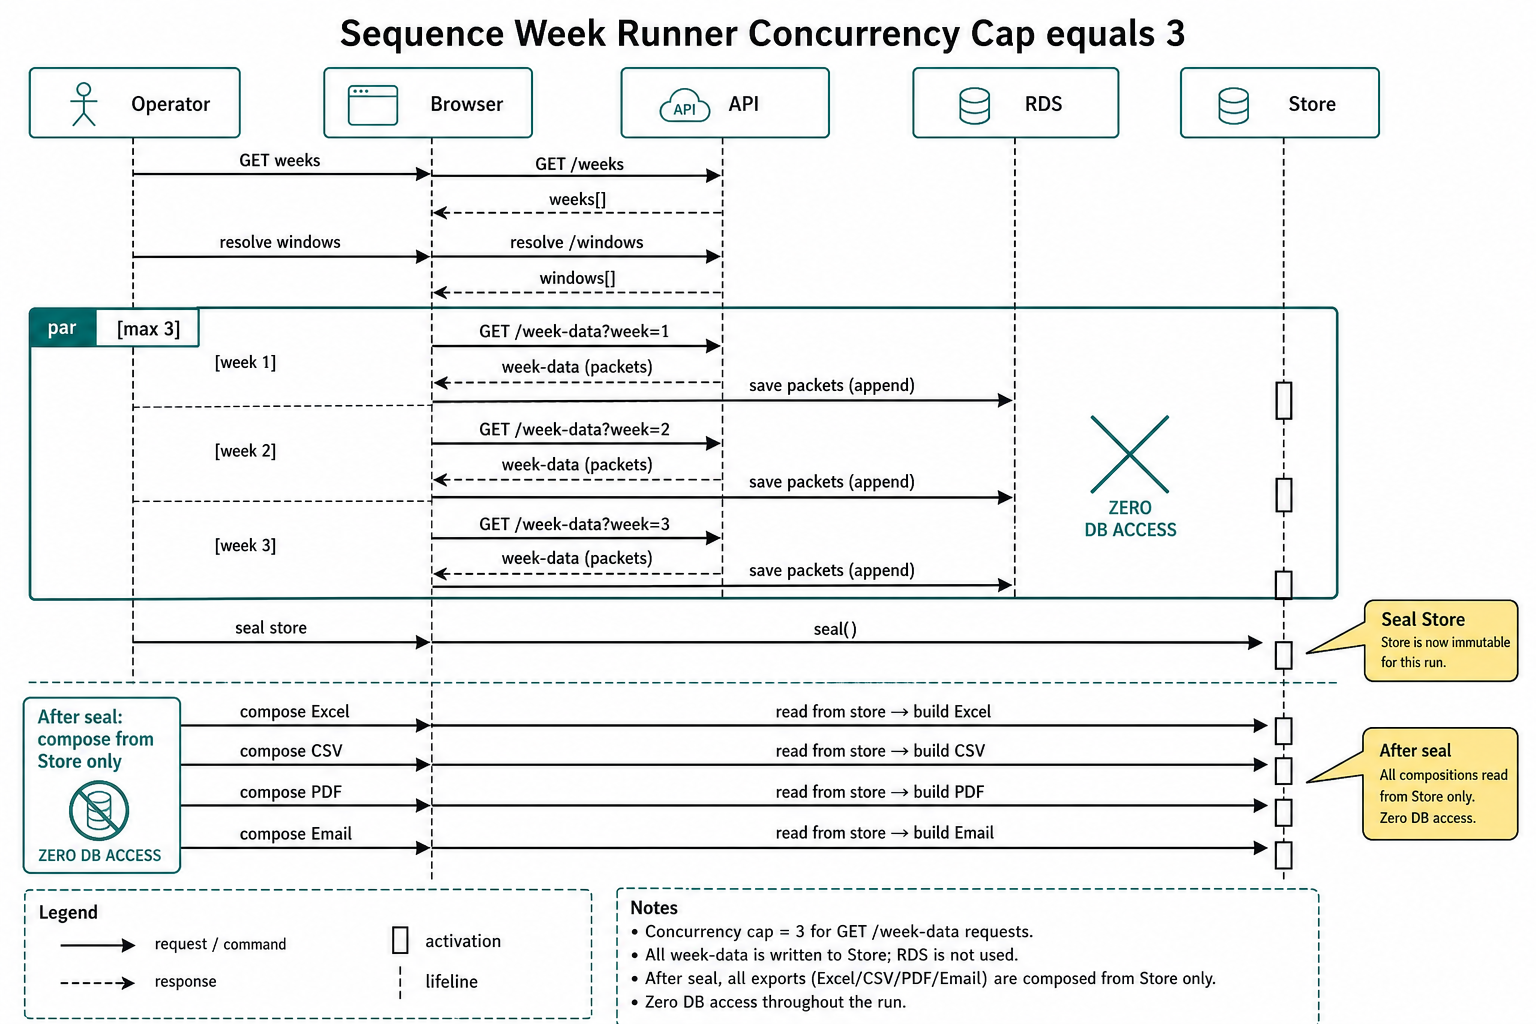 Sequence Week Runner Concurrency Cap equals 3
Operator
Browser
API
API
RDS
Store
GET weeks
GET /weeks
weeks[]
resolve windows
resolve /windows
windows[]
par
[max 3]
[week 1]
GET /week-data?week=1
week-data (packets)
save packets (append)
[week 2]
GET /week-data?week=2
week-data (packets)
save packets (append)
[week 3]
GET /week-data?week=3
week-data (packets)
save packets (append)
ZERO
DB ACCESS
seal store
seal()
Seal Store
Store is now immutable
for this run.
After seal:
compose from
Store only
ZERO DB ACCESS
compose Excel
read from store → build Excel
compose CSV
read from store → build CSV
compose PDF
read from store → build PDF
compose Email
read from store → build Email
After seal
All compositions read
from Store only.
Zero DB access.
Legend
request / command
activation
response
lifeline
Notes
• Concurrency cap = 3 for GET /week-data requests.
• All week-data is written to Store; RDS is not used.
• After seal, all exports (Excel/CSV/PDF/Email) are composed from Store only.
• Zero DB access throughout the run.